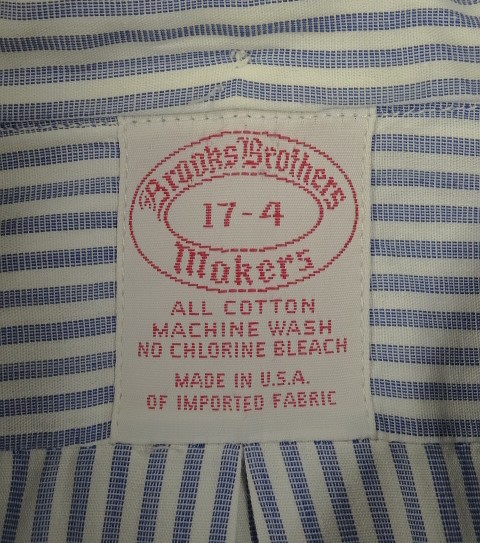 Brooks Brothers
17-4
Makers
ALL COTTON
MACHINE WASH
NO CHLORINE BLEACH
MADE IN U.S.A.
OF IMPORTED FABRIC